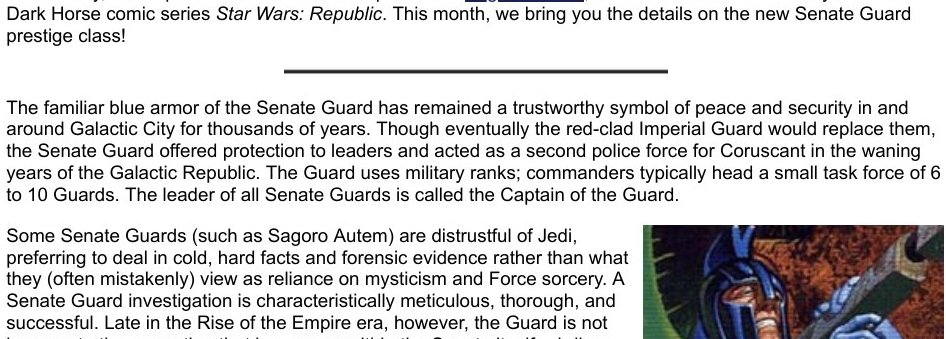 Dark Horse comic series Star Wars: Republic. This month, we bring you the details on the new Senate Guard
prestige class!
The familiar blue armor of the Senate Guard has remained a trustworthy symbol of peace and security in and
around Galactic City for thousands of years. Though eventually the red-clad Imperial Guard would replace them,
the Senate Guard offered protection to leaders and acted as a second police force for Coruscant in the waning
years of the Galactic Republic. The Guard uses military ranks; commanders typically head a small task force of 6
to 10 Guards. The leader of all Senate Guards is called the Captain of the Guard.
Some Senate Guards (such as Sagoro Autem) are distrustful of Jedi,
preferring to deal in cold, hard facts and forensic evidence rather than what
they (often mistakenly) view as reliance on mysticism and Force sorcery. A
Senate Guard investigation is characteristically meticulous, thorough, and
successful. Late in the Rise of the Empire era, however, the Guard is not